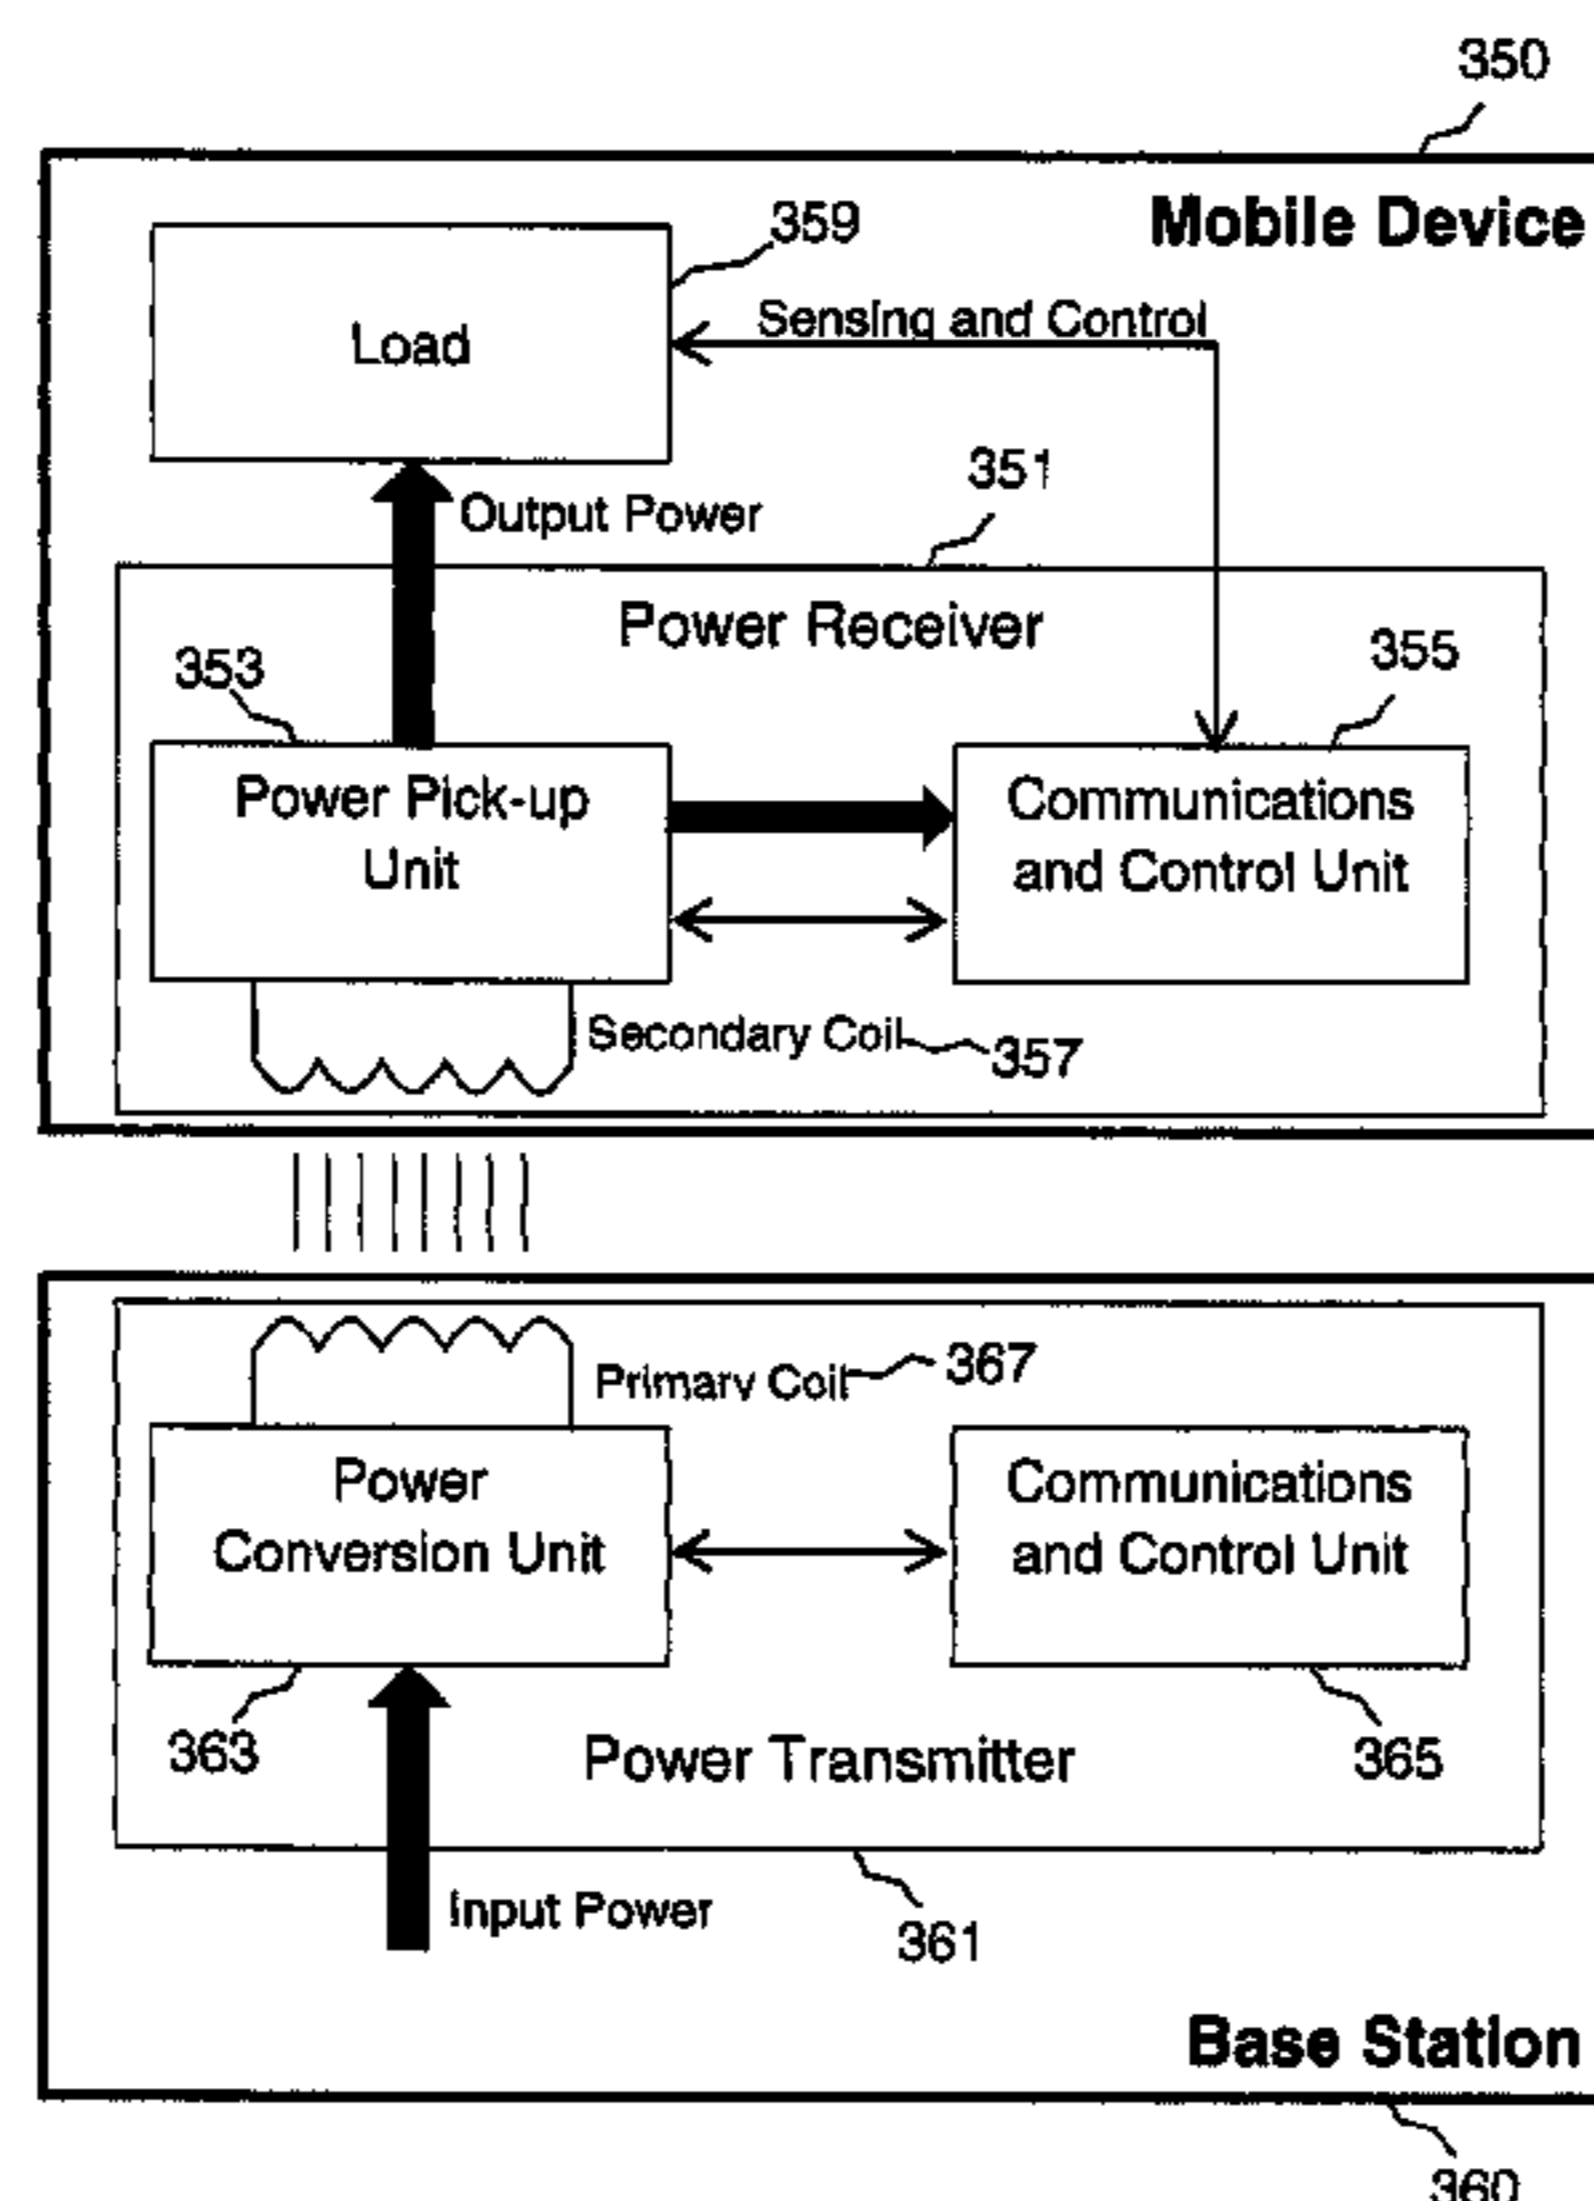 350
Mobile Device
359
Load
Sensing and Control
351
Output Power
Power Receiver
353
355
Power Pick-up
Unit
Communications
and Control Unit
Secondary Coil
357
Primary Coil
367
Power
Conversion Unit
Communications
and Control Unit
363
Power Transmitter
365
Input Power
361
Base Station
360